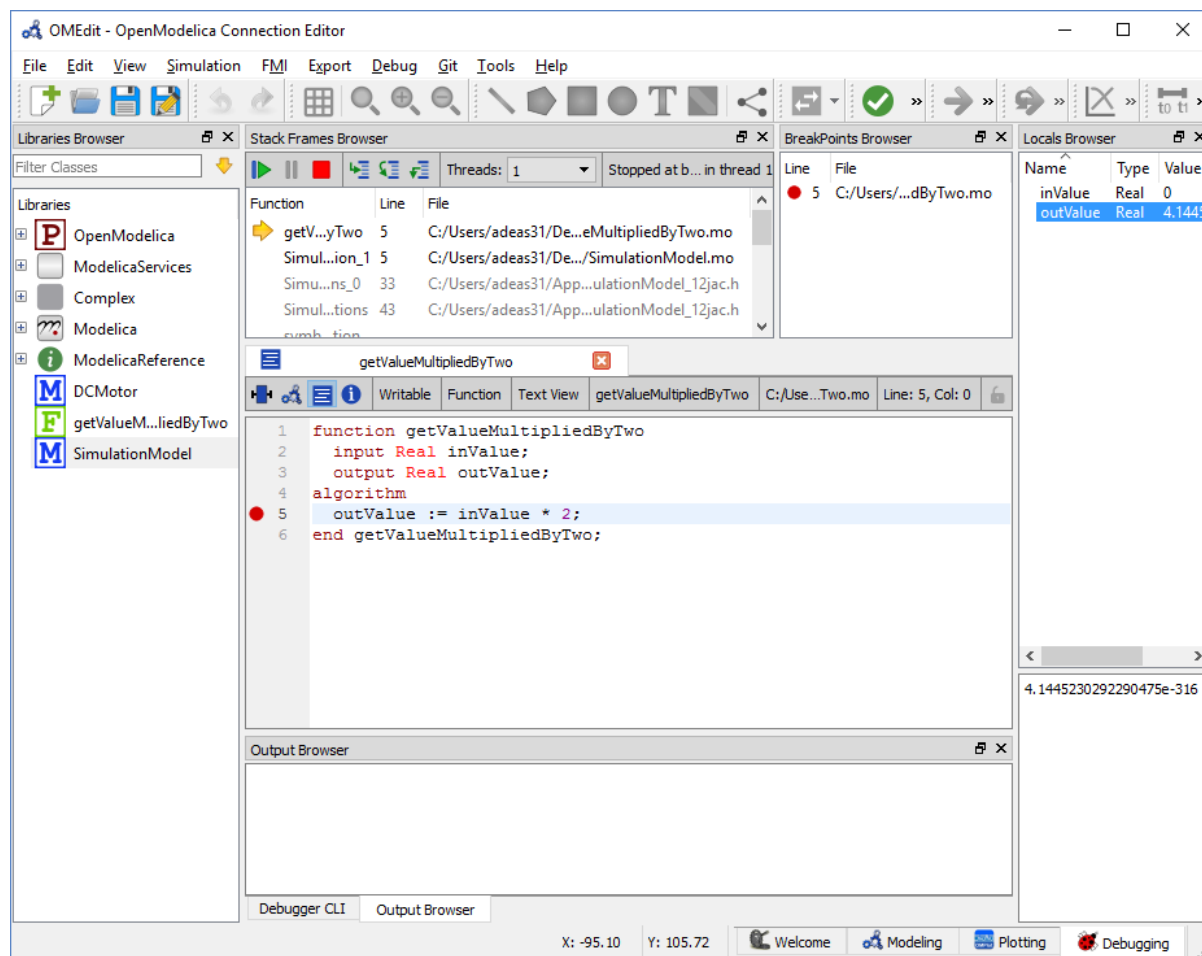 OMEdit - OpenModelica Connection Editor
File Edit View Simulation FMI Export Debug Git Tools Help
T
t0 t1
Libraries Browser
Filter Classes
Libraries
P OpenModelica
ModelicaServices
Complex
m Modelica
i ModelicaReference
M DCMotor
F getValueM...liedByTwo
M SimulationModel
Stack Frames Browser
Threads: 1 Stopped at b... in thread 1
Function Line File
getV...yTwo 5 C:/Users/adeas31/De...eMultipliedByTwo.mo
Simul...ion_1 5 C:/Users/adeas31/De.../SimulationModel.mo
Simu...ns_0 33 C:/Users/adeas31/App...ulationModel_12jac.h
Simul...tions 43 C:/Users/adeas31/App...ulationModel_12jac.h
symb...tion
BreakPoints Browser
Line File
5 C:/Users/...dByTwo.mo
Locals Browser
Name Type Value
inValue Real 0
outValue Real 4.1445
4.1445230292290475e-316
getValueMultipliedByTwo
Writable Function Text View getValueMultipliedByTwo C:/Use...Two.mo Line: 5, Col: 0
1 function getValueMultipliedByTwo
2 input Real inValue;
3 output Real outValue;
4 algorithm
5 outValue := inValue * 2;
6 end getValueMultipliedByTwo;
Output Browser
Debugger CLI Output Browser
X: -95.10 Y: 105.72 Welcome Modeling Plotting Debugging